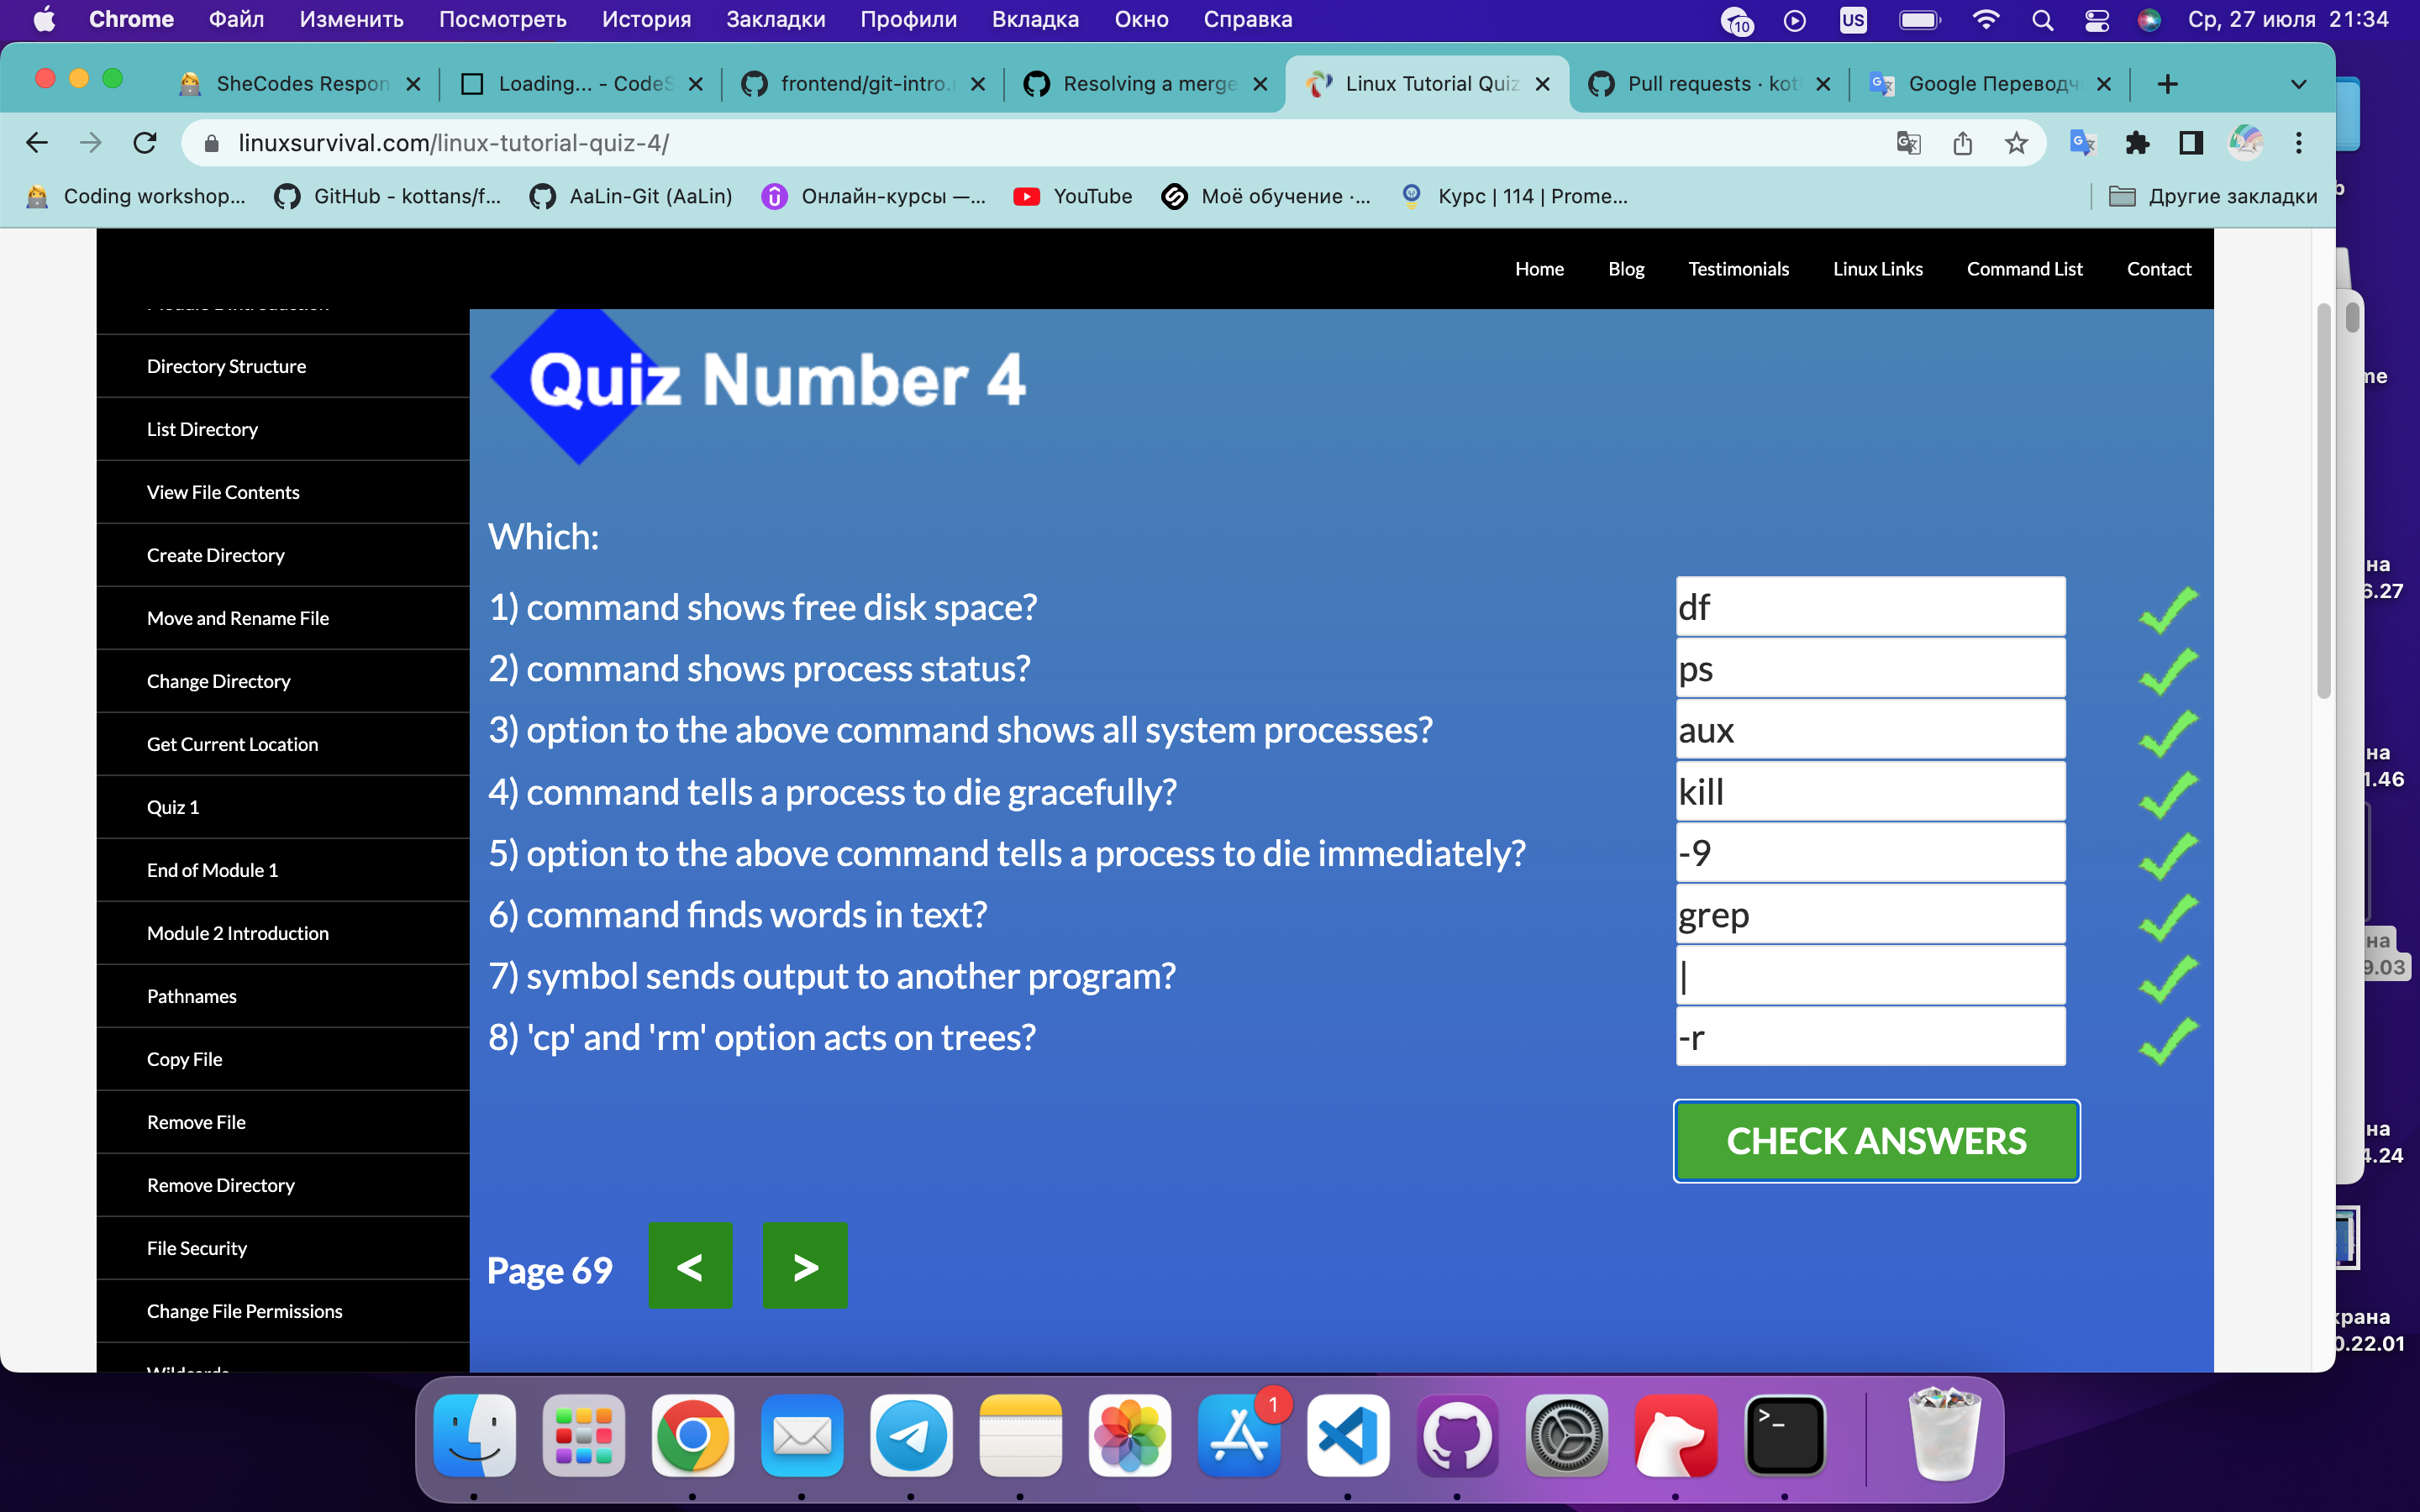 Chrome Файл Изменить Посмотреть История Закладки Профили Вкладка Окно Справка 10 US Ср, 27 июля 21:34
SheCodes Respon Loading... - CodeS frontend/git-intro. Resolving a merge Linux Tutorial Quiz Pull requests · kott Google Переводч
linuxsurvival.com/linux-tutorial-quiz-4/
Coding workshop... GitHub - kottans/f... AaLin-Git (AaLin) Онлайн-курсы —... YouTube Моё обучение ·... Курс | 114 | Prome... Другие закладки
Home Blog Testimonials Linux Links Command List Contact
Directory Structure
List Directory
View File Contents
Create Directory
Move and Rename File
Change Directory
Get Current Location
Quiz 1
End of Module 1
Module 2 Introduction
Pathnames
Copy File
Remove File
Remove Directory
File Security
Change File Permissions
Quiz Number 4
Which:
1) command shows free disk space? df
2) command shows process status? ps
3) option to the above command shows all system processes? aux
4) command tells a process to die gracefully? kill
5) option to the above command tells a process to die immediately? -9
6) command finds words in text? grep
7) symbol sends output to another program? |
8) 'cp' and 'rm' option acts on trees? -r
CHECK ANSWERS
Page 69 < >
me
на
6.27
на
1.46
на
9.03
на
4.24
крана
0.22.01
1